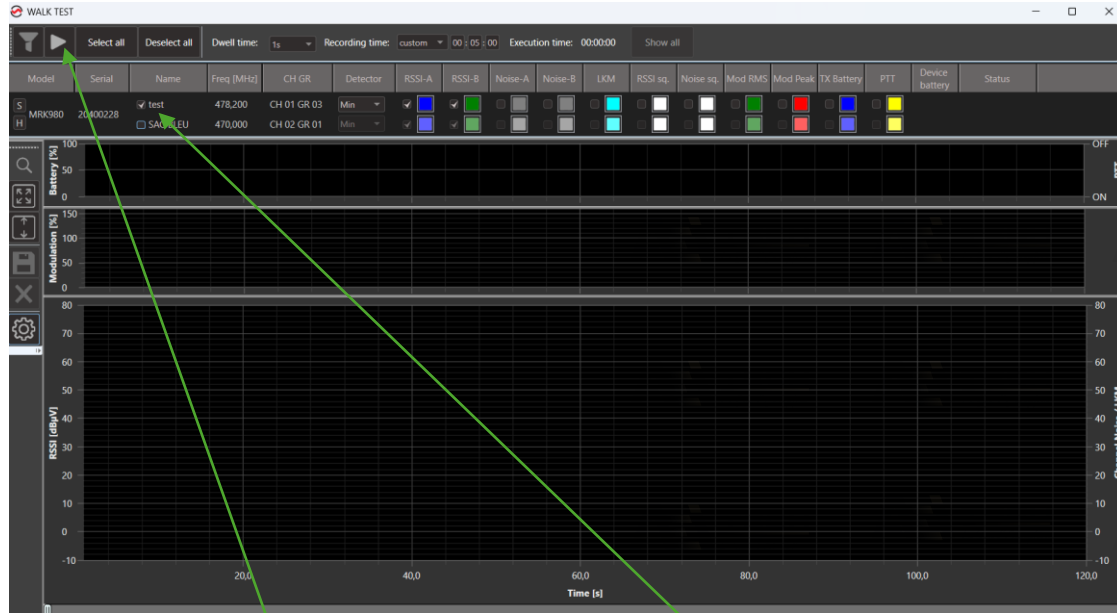 WALK TEST
Select all Deselect all Dwell time: 1s Recording time: custom 00 : 05 : 00 Execution time: 00:00:00 Show all
Model Serial Name Freq [MHz] CH GR Detector RSSI-A RSSI-B Noise-A Noise-B LKM RSSI sq. Noise sq. Mod RMS Mod Peak TX Battery PTT Device battery Status
S H MRK980 20400228
test 478,200 CH 01 GR 03 Min
470,000 CH 02 GR 01 Min
Battery [%]
100
50
0
OFF
ON
PTT
Modulation [%]
150
100
50
0
RSSI [dBµV]
80
70
60
50
40
30
20
10
0
-10
80
70
60
50
40
30
20
10
0
-10
20,0 40,0 60,0 80,0 100,0 120,0
Time [s]